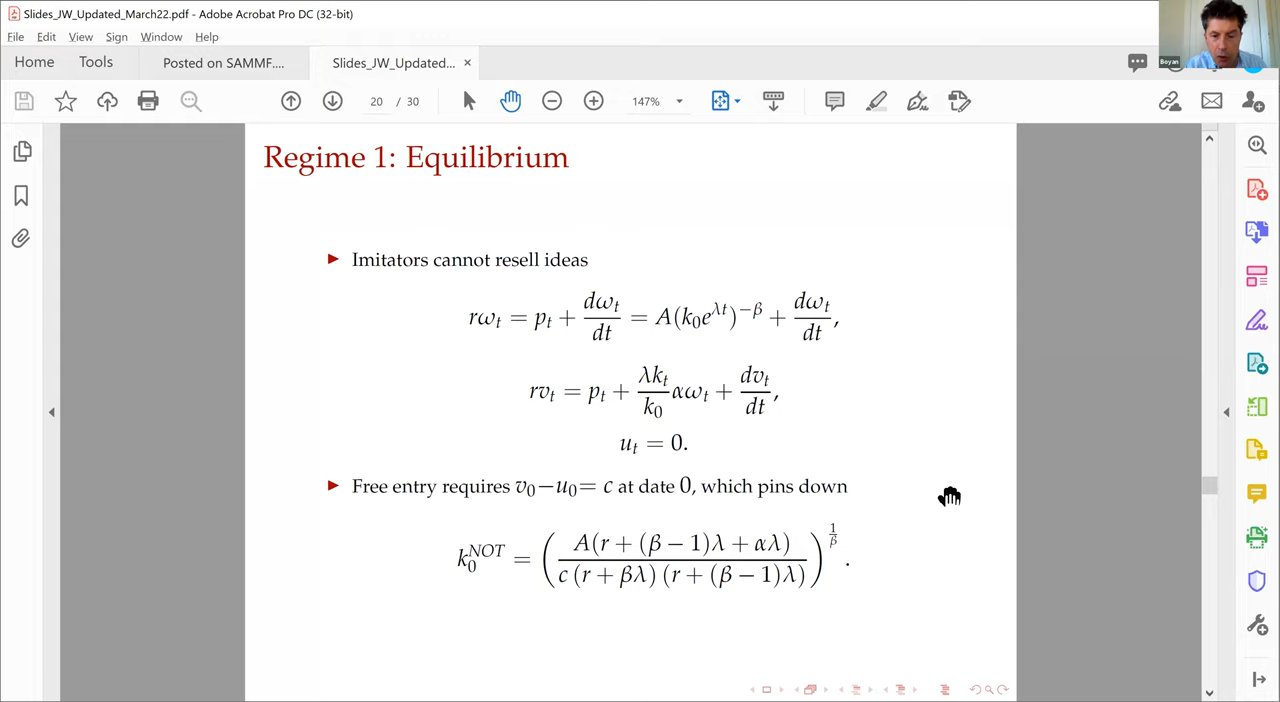 Slides_JW_Updated_March22.pdf - Adobe Acrobat Pro DC (32-bit)
File Edit View Sign Window Help
Home Tools Posted on SAMMF.... Slides_JW_Updated... ×
20 / 30 147%
Boyan
Regime 1: Equilibrium
▶ Imitators cannot resell ideas
rω_t = p_t + dω_t/dt = A(k_0e^{λt})^{−β} + dω_t/dt,
rv_t = p_t + λk_t/k_0 αω_t + dv_t/dt,
u_t = 0.
▶ Free entry requires v_0−u_0= c at date 0, which pins down
k_0^{NOT} = (A(r + (β − 1)λ + αλ)/c (r + βλ) (r + (β − 1)λ))^{1/β}.